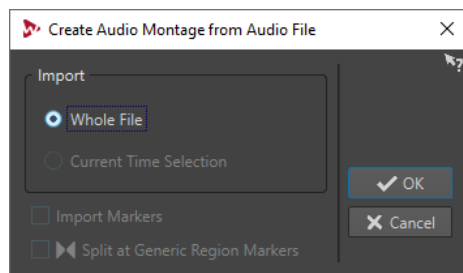 Create Audio Montage from Audio File
Import
Whole File
Current Time Selection
OK
Import Markers
Cancel
Split at Generic Region Markers